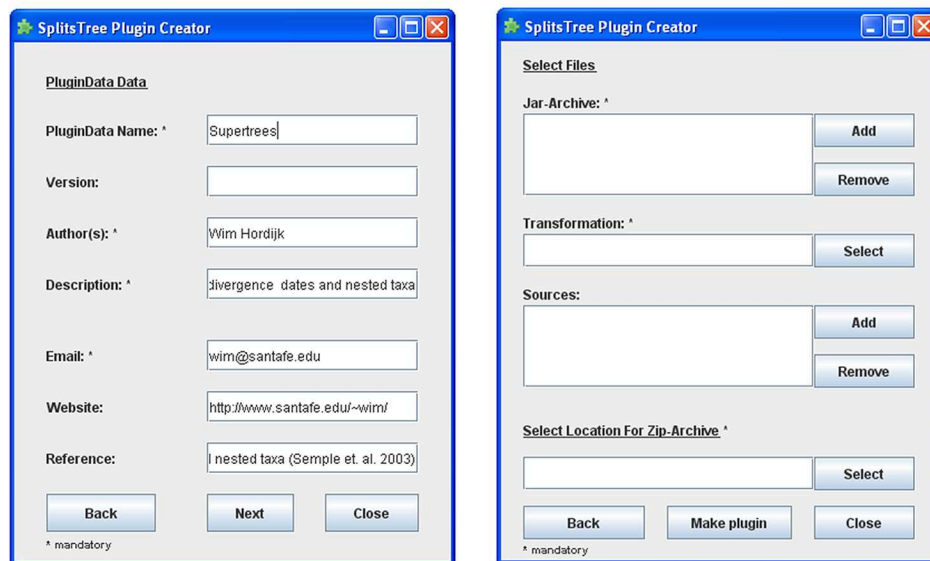 SplitsTree Plugin Creator
PluginData Data
PluginData Name: * Supertrees
Version:
Author(s): * Wim Hordijk
Description: * divergence dates and nested taxa
Email: * wim@santafe.edu
Website: http://www.santafe.edu/~wim/
Reference: l nested taxa (Semple et. al. 2003)
Back Next Close
* mandatory
SplitsTree Plugin Creator
Select Files
Jar-Archive: *
Add
Remove
Transformation: *
Select
Sources:
Add
Remove
Select Location For Zip-Archive *
Select
Back Make plugin Close
* mandatory